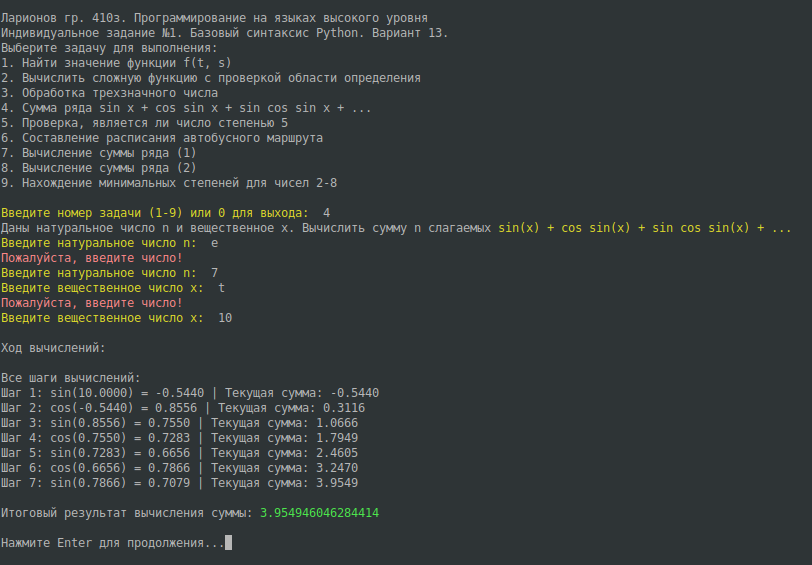 Ларионов гр. 410з. Программирование на языках высокого уровня
Индивидуальное задание №1. Базовый синтаксис Python. Вариант 13.
Выберите задачу для выполнения:
1. Найти значение функции f(t, s)
2. Вычислить сложную функцию с проверкой области определения
3. Обработка трехзначного числа
4. Сумма ряда sin x + cos sin x + sin cos sin x + ...
5. Проверка, является ли число степенью 5
6. Составление расписания автобусного маршрута
7. Вычисление суммы ряда (1)
8. Вычисление суммы ряда (2)
9. Нахождение минимальных степеней для чисел 2-8
Введите номер задачи (1-9) или 0 для выхода:  4
Даны натуральное число n и вещественное x. Вычислить сумму n слагаемых sin(x) + cos sin(x) + sin cos sin(x) + ...
Введите натуральное число n:  e
Пожалуйста, введите число!
Введите натуральное число n:  7
Введите вещественное число x:  t
Пожалуйста, введите число!
Введите вещественное число x:  10
Ход вычислений:
Все шаги вычислений:
Шаг 1: sin(10.0000) = -0.5440 | Текущая сумма: -0.5440
Шаг 2: cos(-0.5440) = 0.8556 | Текущая сумма: 0.3116
Шаг 3: sin(0.8556) = 0.7550 | Текущая сумма: 1.0666
Шаг 4: cos(0.7550) = 0.7283 | Текущая сумма: 1.7949
Шаг 5: sin(0.7283) = 0.6656 | Текущая сумма: 2.4605
Шаг 6: cos(0.6656) = 0.7866 | Текущая сумма: 3.2470
Шаг 7: sin(0.7866) = 0.7079 | Текущая сумма: 3.9549
Итоговый результат вычисления суммы: 3.954946046284414
Нажмите Enter для продолжения...